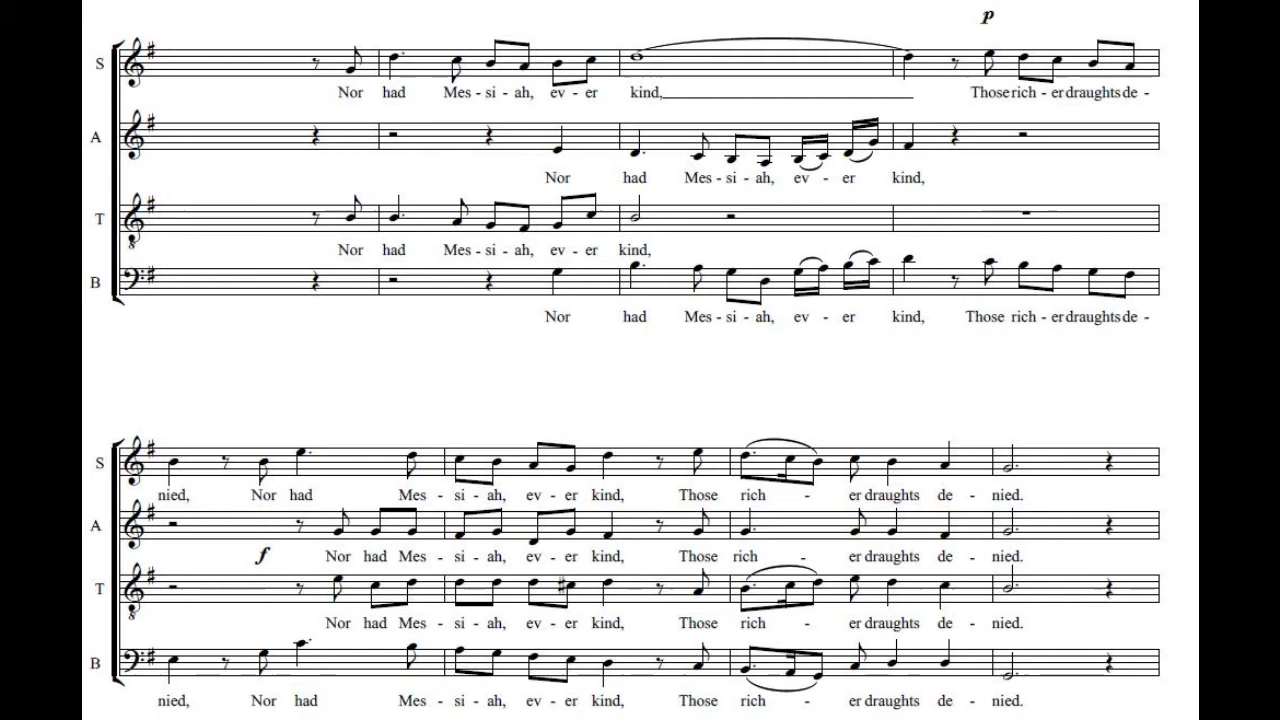 p
S
Nor had Mes - si - ah, ev - er kind, Those rich - er draughts de -
A
Nor had Mes - si - ah, ev - er kind,
T
8
Nor had Mes - si - ah, ev - er kind,
B
Nor had Mes - si - ah, ev - er kind, Those rich - er draughts de -
S
nied, Nor had Mes - si - ah, ev - er kind, Those rich - er draughts de - nied.
A
f Nor had Mes - si - ah, ev - er kind, Those rich - er draughts de - nied.
T
8
Nor had Mes - si - ah, ev - er kind, Those rich - er draughts de - nied.
B
nied, Nor had Mes - si - ah, ev - er kind, Those rich - er draughts de - nied.